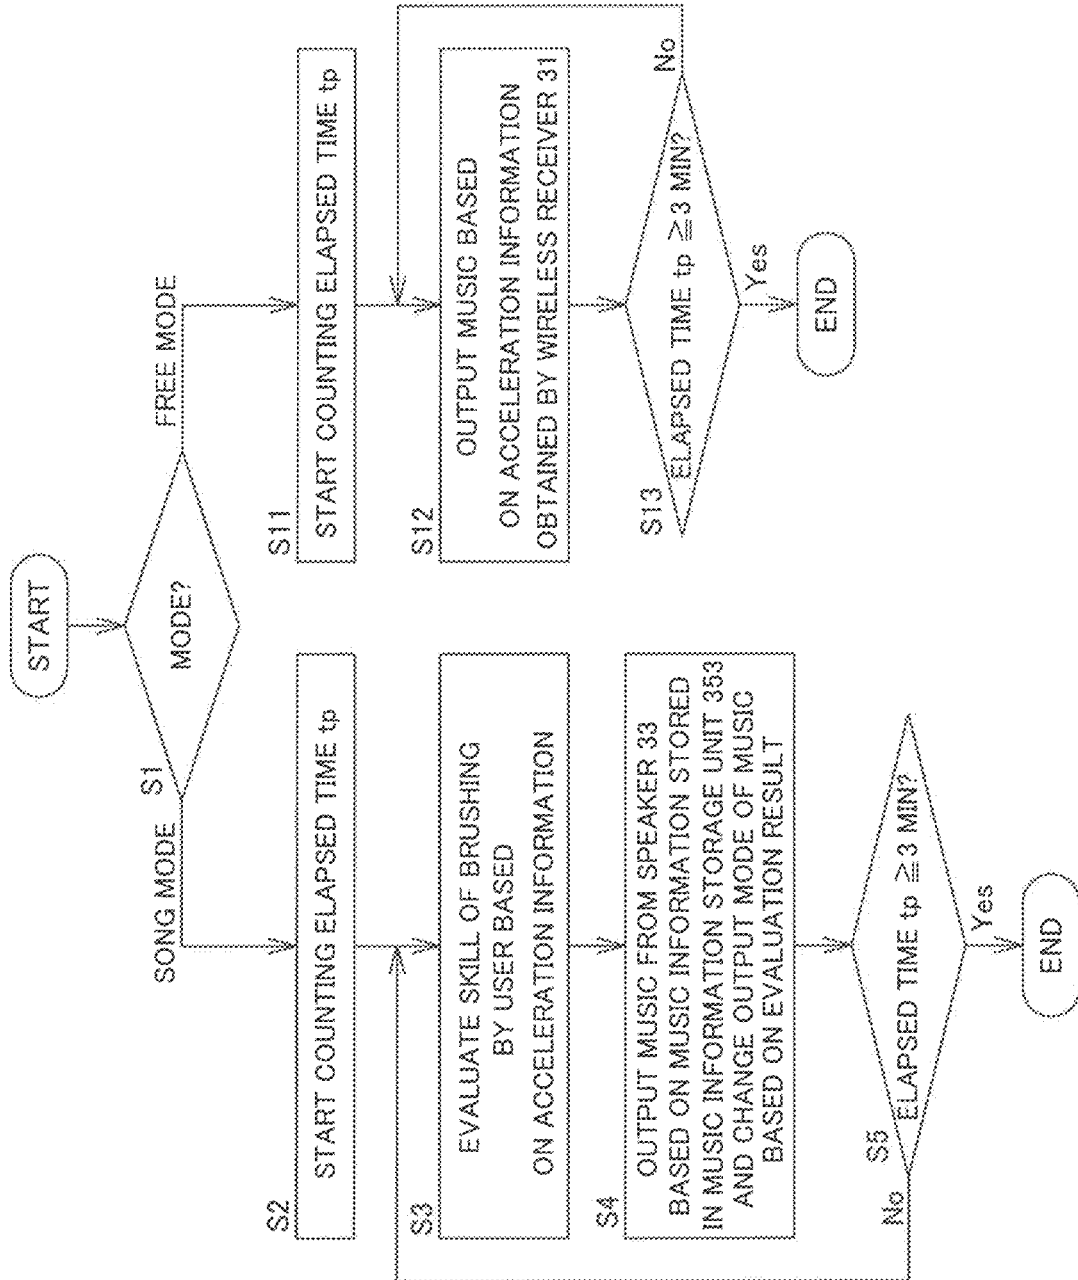 START
MODE?
S1
SONG MODE
FREE MODE
S2
START COUNTING ELAPSED TIME tp
S3
EVALUATE SKILL OF BRUSHING
BY USER BASED
ON ACCELERATION INFORMATION
S4
OUTPUT MUSIC FROM SPEAKER 33
BASED ON MUSIC INFORMATION STORED
IN MUSIC INFORMATION STORAGE UNIT 353
AND CHANGE OUTPUT MODE OF MUSIC
BASED ON EVALUATION RESULT
S5
ELAPSED TIME tp ≧3 MIN?
No
Yes
END
S11
START COUNTING ELAPSED TIME tp
S12
OUTPUT MUSIC BASED
ON ACCELERATION INFORMATION
OBTAINED BY WIRELESS RECEIVER 31
S13
ELAPSED TIME tp ≧3 MIN?
No
Yes
END